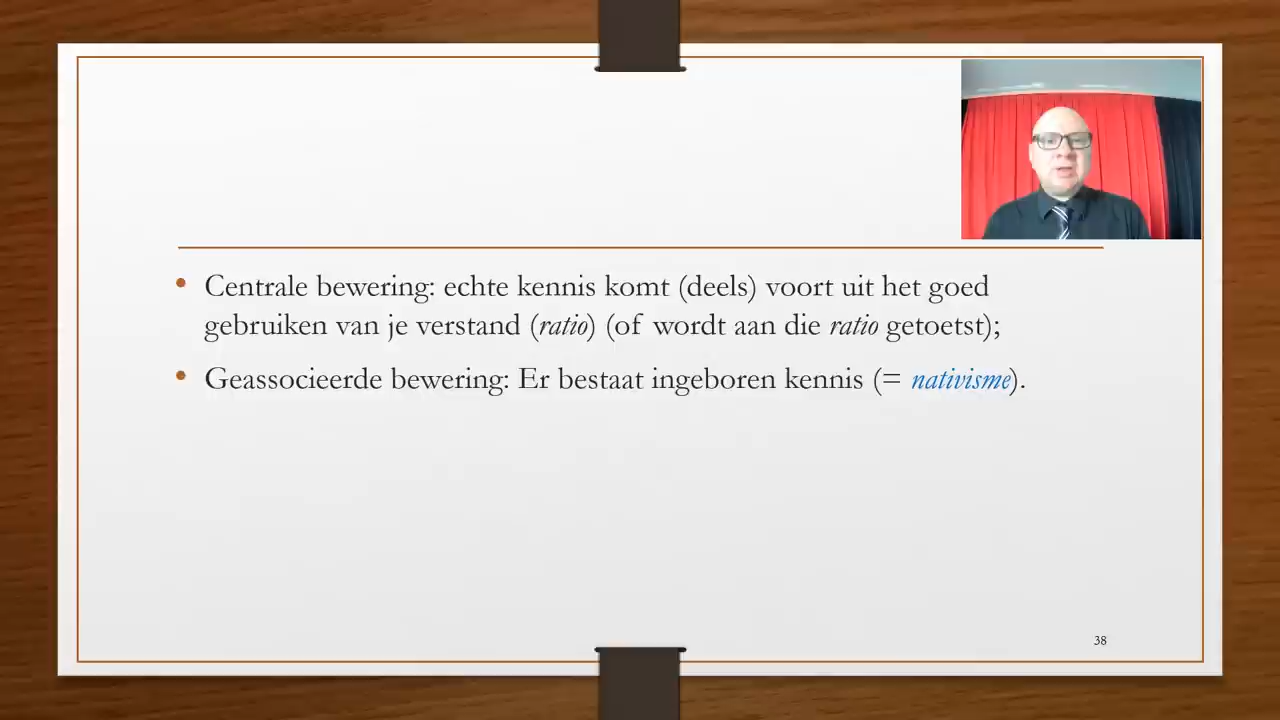 • Centrale bewering: echte kennis komt (deels) voort uit het goed
gebruiken van je verstand (ratio) (of wordt aan die ratio getoetst);
• Geassocieerde bewering: Er bestaat ingeboren kennis (= nativisme).
38